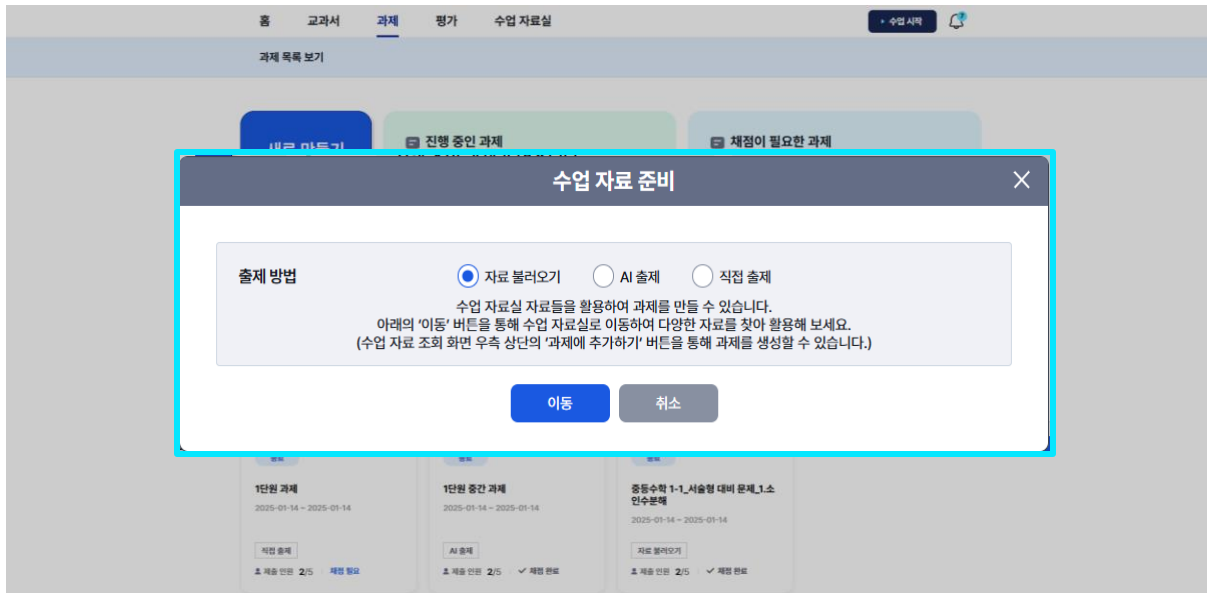 홈 교과서 과제 평가 수업 자료실
수업 시작
과제 목록 보기
새로 만들기
진행 중인 과제
채점이 필요한 과제
수업 자료 준비
출제 방법
자료 불러오기 AI 출제 직접 출제
수업 자료실 자료들을 활용하여 과제를 만들 수 있습니다.
아래의 ‘이동’ 버튼을 통해 수업 자료실로 이동하여 다양한 자료를 찾아 활용해 보세요.
(수업 자료 조회 화면 우측 상단의 ‘과제에 추가하기’ 버튼을 통해 과제를 생성할 수 있습니다.)
이동 취소
1단원 과제
2025-01-14 ~ 2025-01-14
직접 출제
제출 인원 2/5 채점 필요
1단원 중간 과제
2025-01-14 ~ 2025-01-14
AI 출제
제출 인원 2/5 채점 완료
중등수학 1-1_서술형 대비 문제_1.소
인수분해
2025-01-14 ~ 2025-01-14
자료 불러오기
제출 인원 2/5 채점 완료